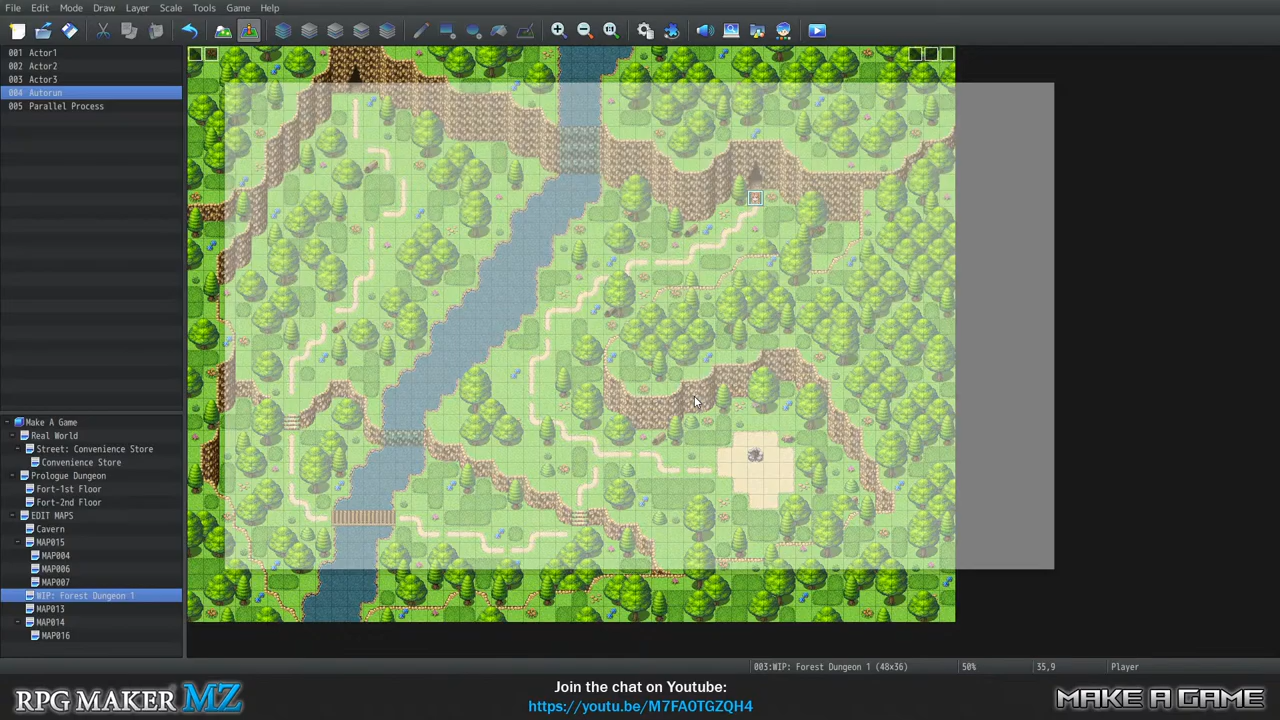 File Edit Mode Draw Layer Scale Tools Game Help
001 Actor1
002 Actor2
003 Actor3
004 Autorun
005 Parallel Process
Make A Game
Real World
Street: Convenience Store
Convenience Store
Prologue Dungeon
Fort-1st Floor
Fort-2nd Floor
EDIT MAPS
Cavern
MAP015
MAP004
MAP006
MAP007
WIP: Forest Dungeon 1
MAP013
MAP014
MAP016
003:WIP: Forest Dungeon 1 (48x36) 50% 35,9 Player
RPG MAKER MZ
Join the chat on Youtube:
https://youtu.be/M7FA0TGZQH4
MAKE A GAME